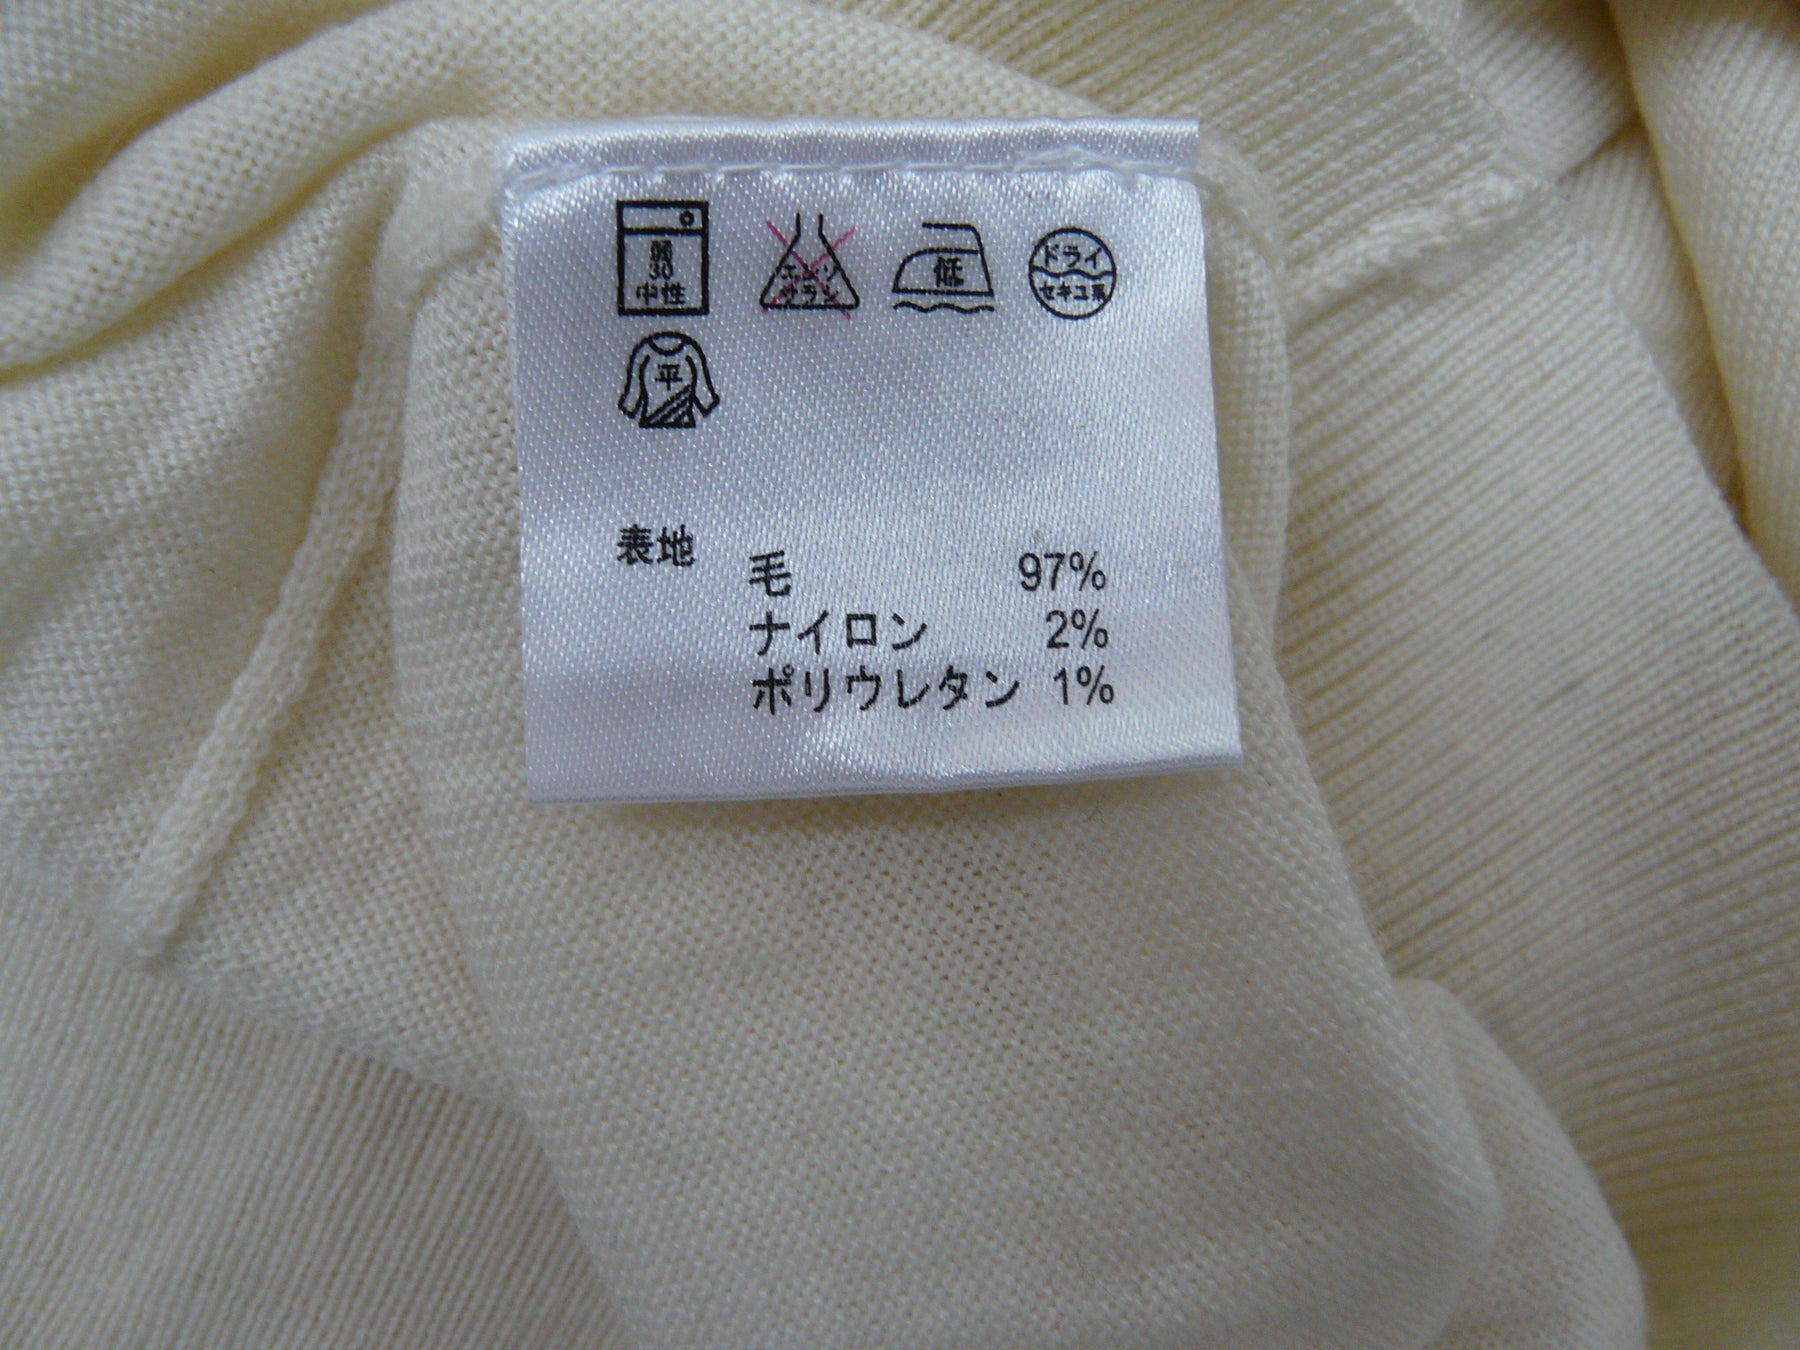 弱
30
中性
エンソ
サラシ
低
ドライ
セキユ系
平
表地
毛 97%
ナイロン 2%
ポリウレタン 1%